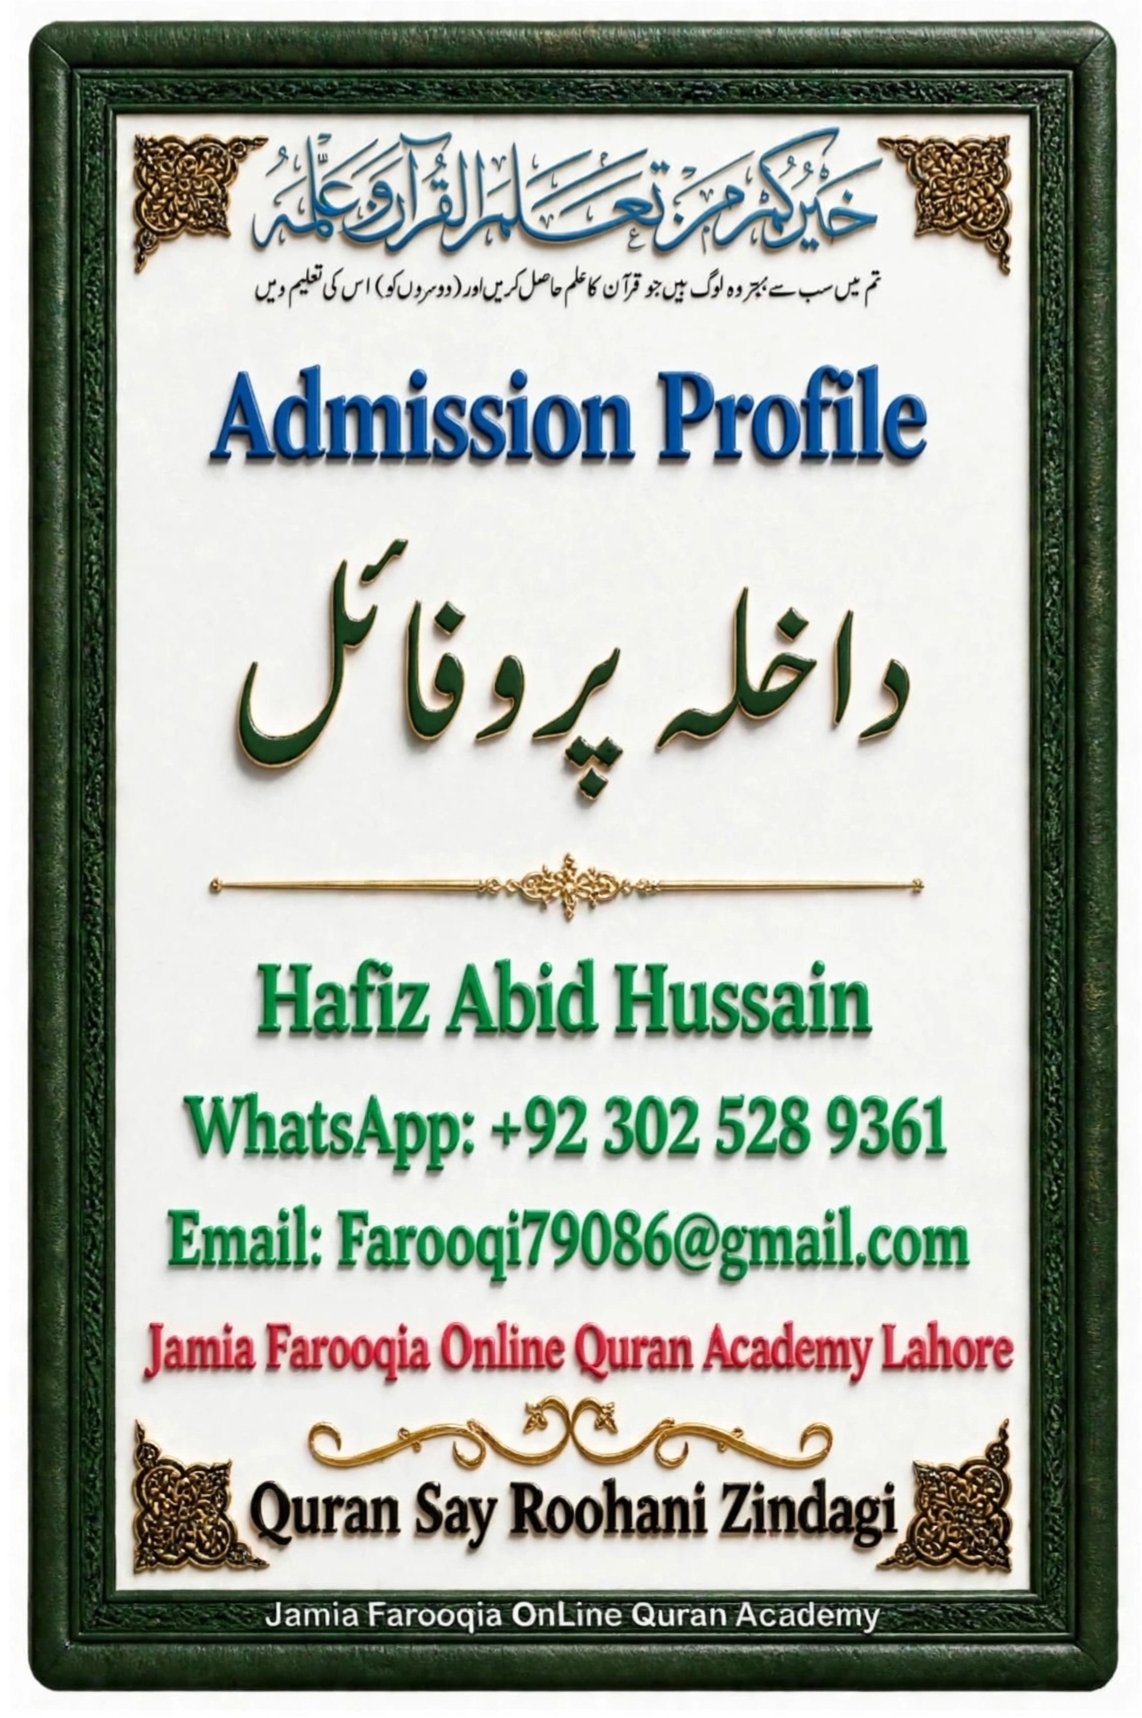 خيركم من تعلم القرآن وعلمه
تم میں سب سے بہتر وہ لوگ ہیں جو قرآن کا علم حاصل کریں اور (دوسروں کو) اس کی تعلیم دیں
Admission Profile
داخلہ پروفائل
Hafiz Abid Hussain
WhatsApp: +92 302 528 9361
Email: Farooqi79086@gmail.com
Jamia Farooqia Online Quran Academy Lahore
Quran Say Roohani Zindagi
Jamia Farooqia OnLine Quran Academy